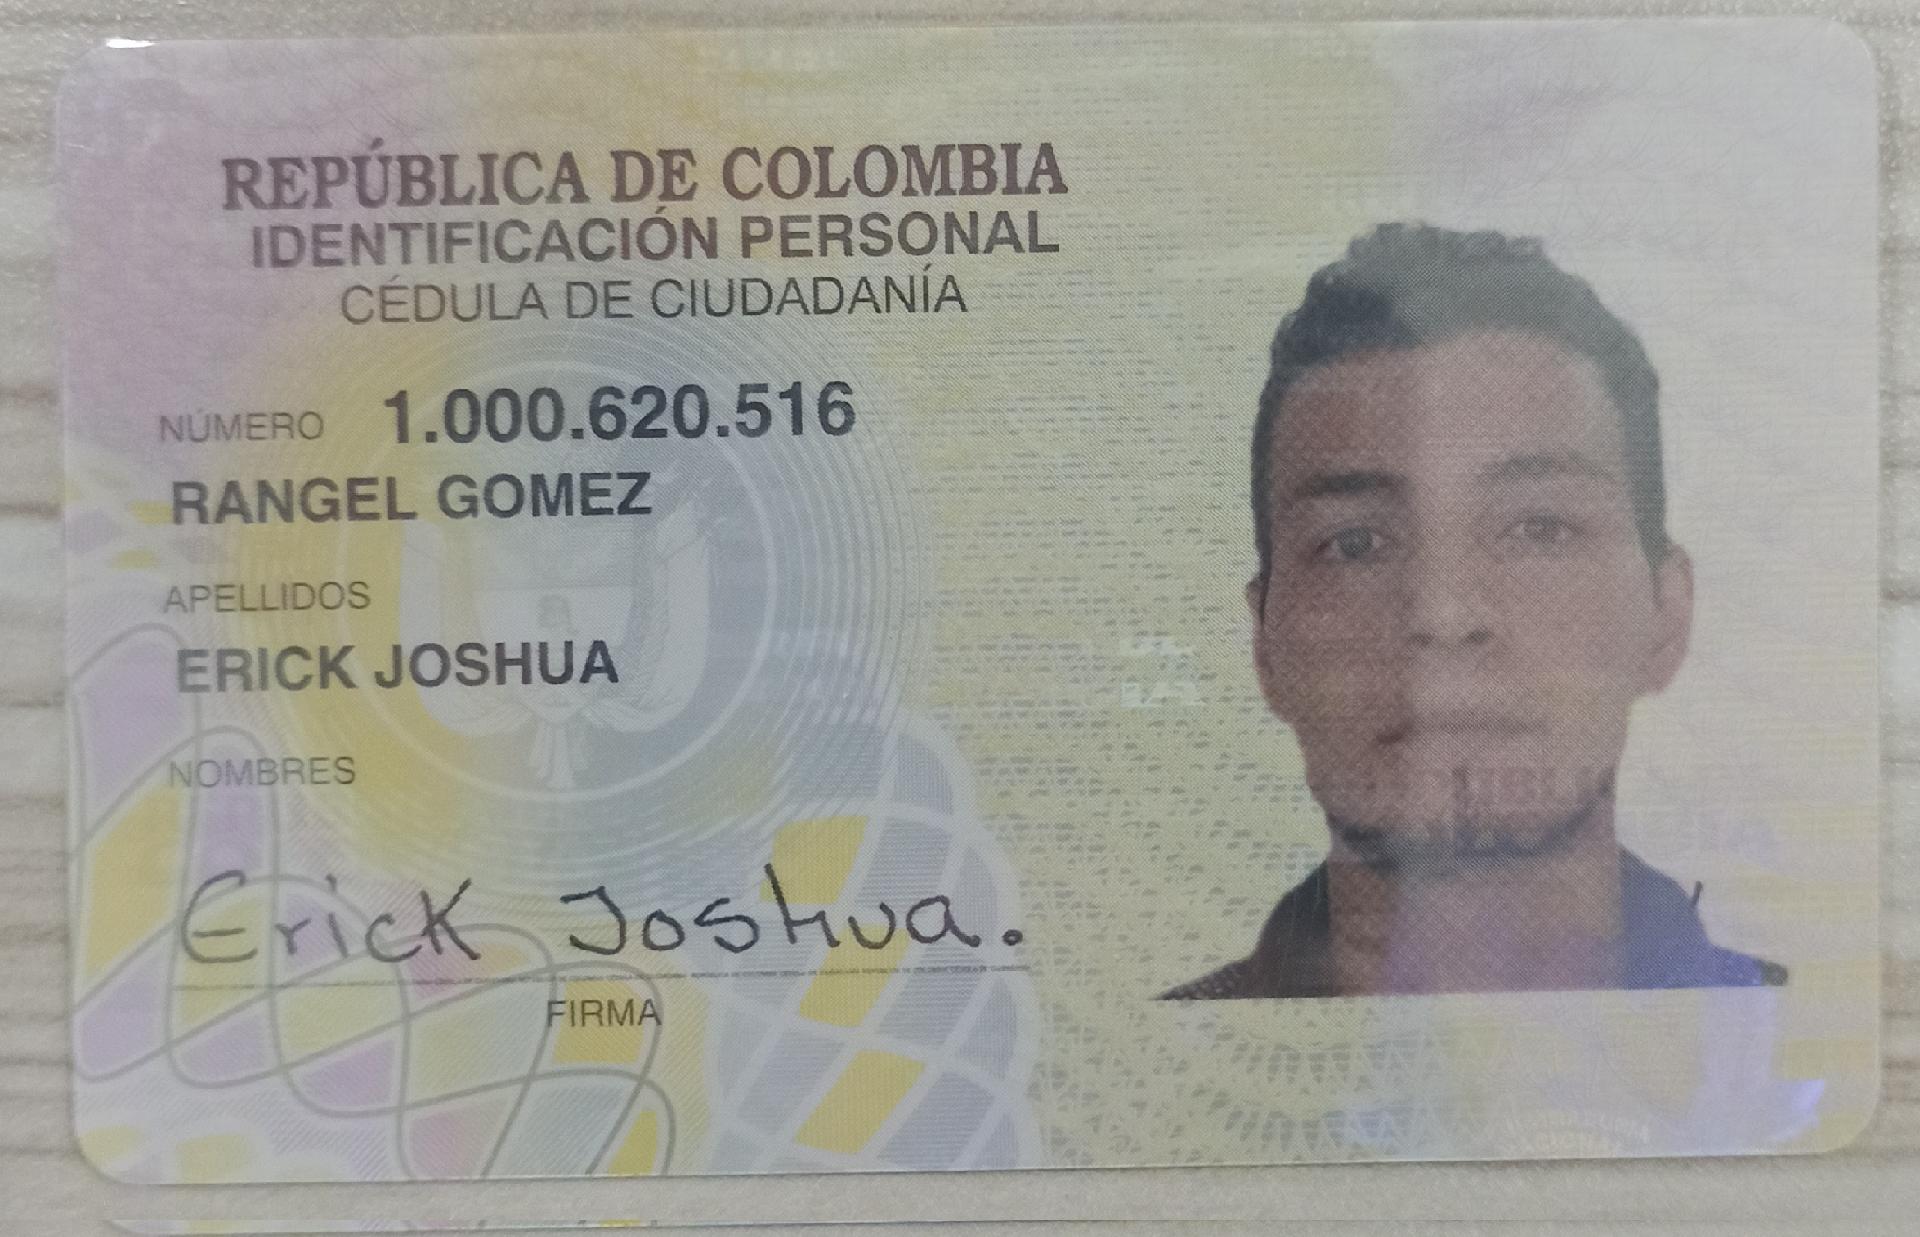 REPÚBLICA DE COLOMBIA
IDENTIFICACIÓN PERSONAL
CÉDULA DE CIUDADANÍA
NÚMERO 1.000.620.516
RANGEL GOMEZ
APELLIDOS
ERICK JOSHUA
NOMBRES
Erick Joshua.
FIRMA